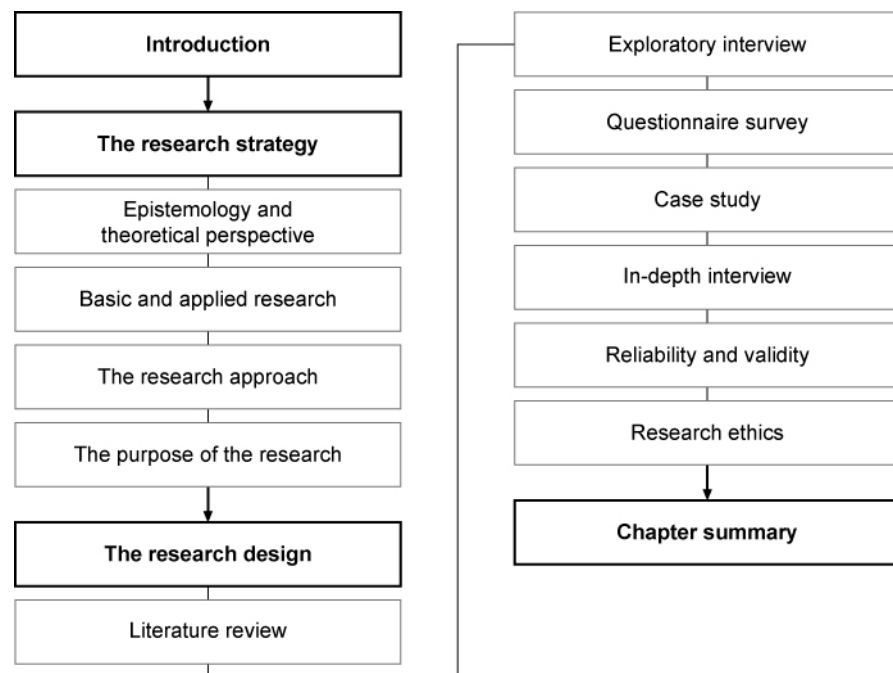 Introduction
The research strategy
Epistemology and
theoretical perspective
Basic and applied research
The research approach
The purpose of the research
The research design
Literature review
Exploratory interview
Questionnaire survey
Case study
In-depth interview
Reliability and validity
Research ethics
Chapter summary